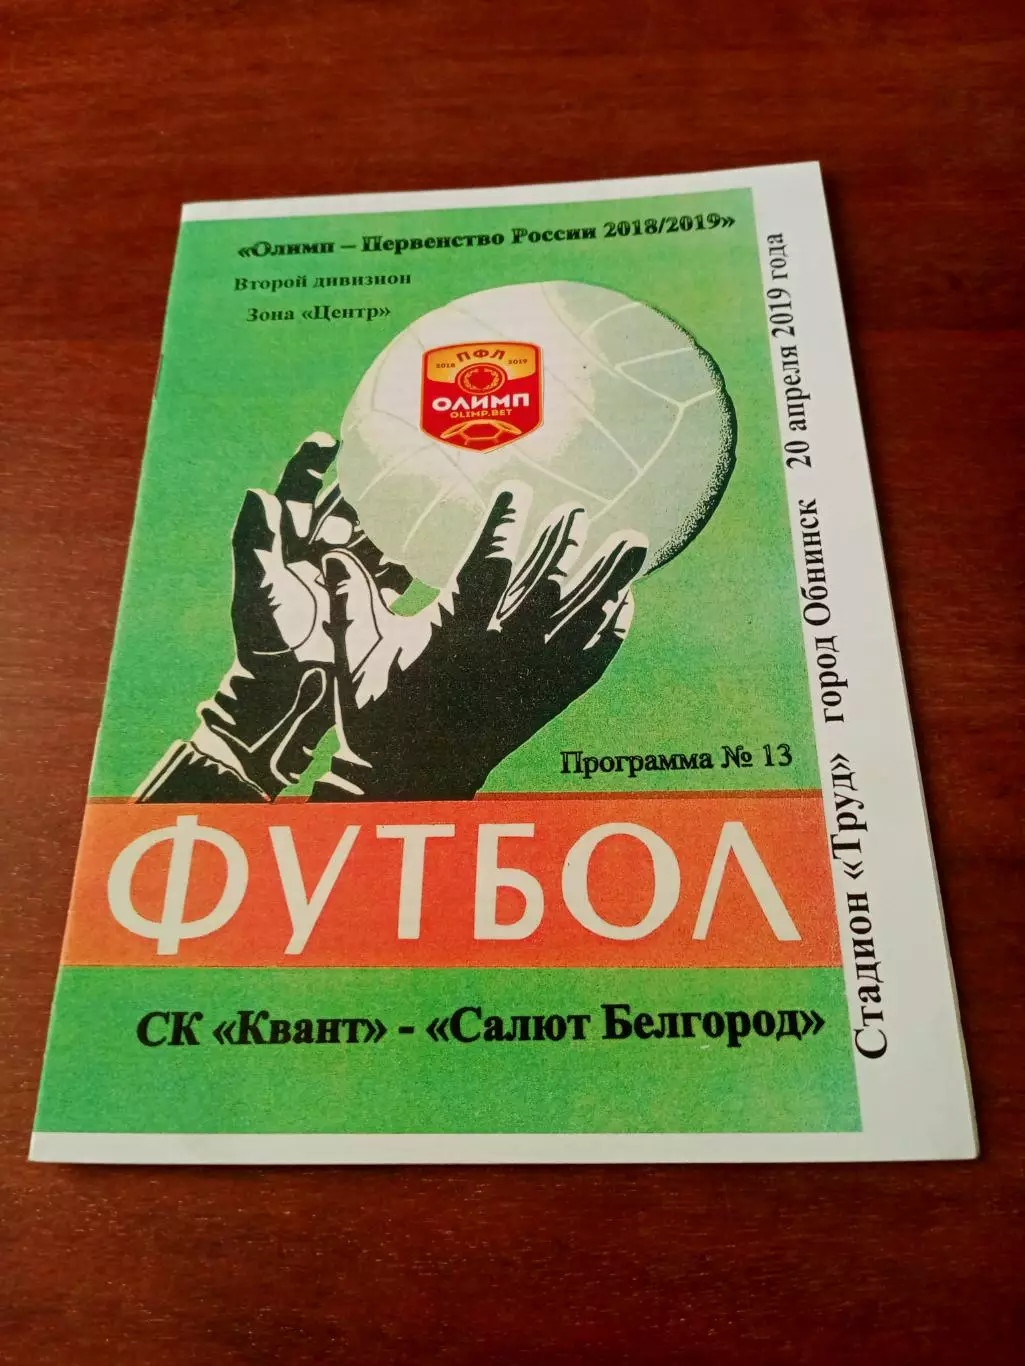 «Олимп – Первенство России 2018/2019»
Второй дивизион
Зона «Центр»
ПФЛ
2018 2019
ОЛИМП
OLIMP.BET
Программа № 13
ФУТБОЛ
СК «Квант» - «Салют Белгород»
Стадион «Труд» город Обнинск 20 апреля 2019 года